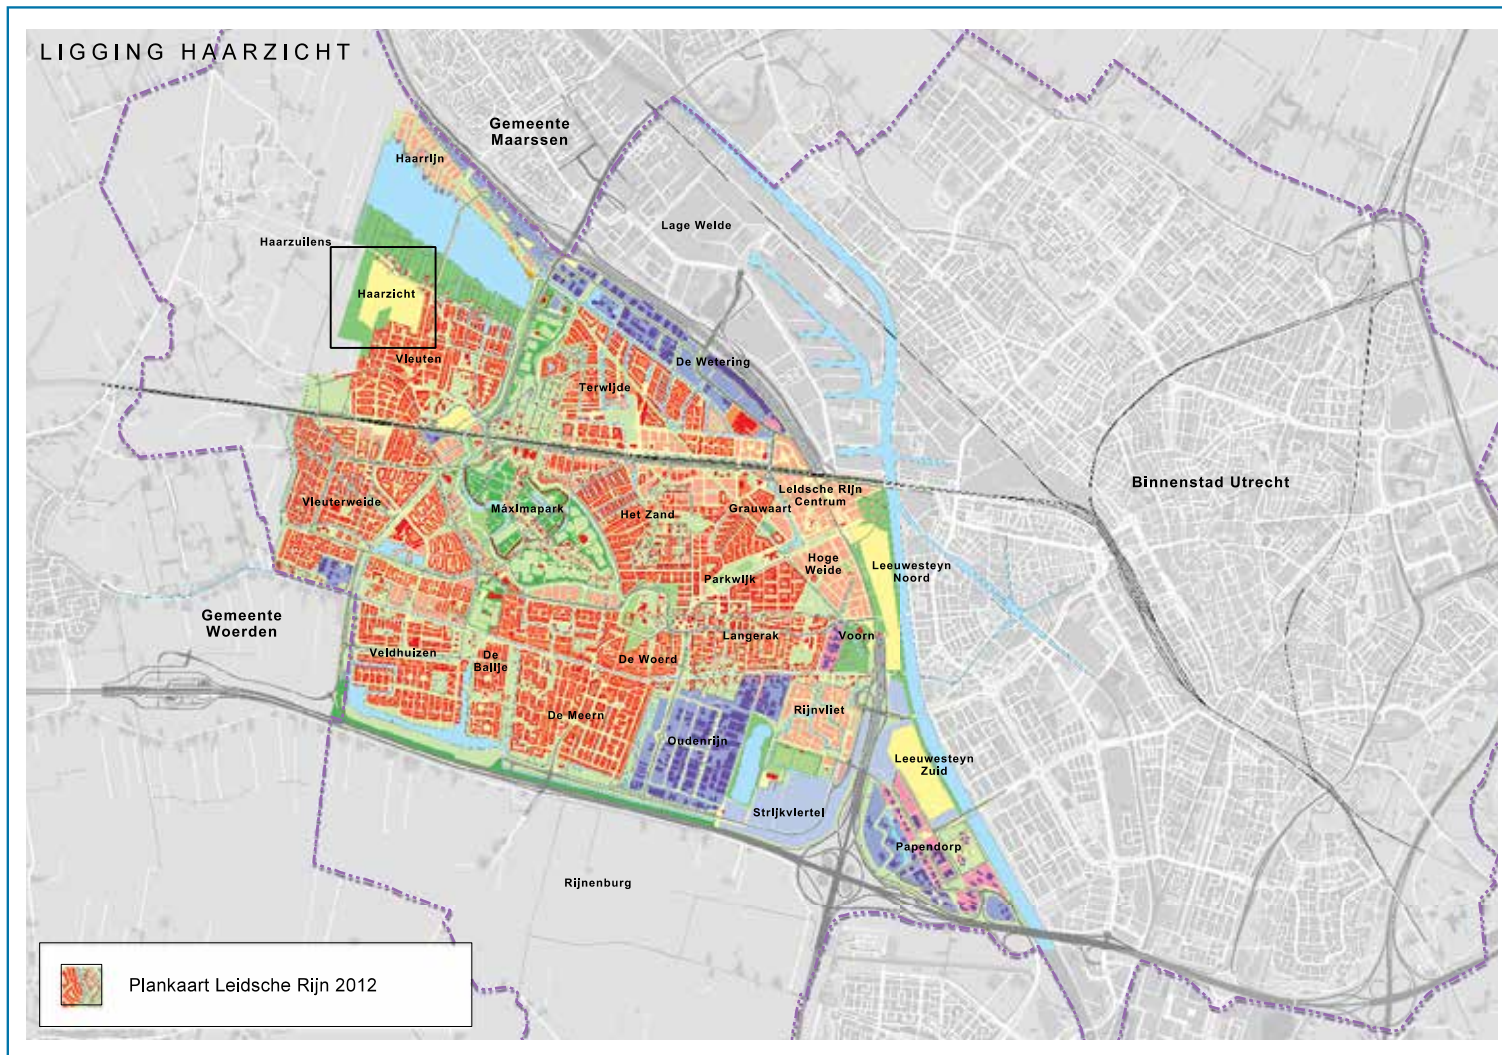 LIGGING HAARZICHT
Gemeente
Maarssen
Haarrijn
Lage Weide
Haarzuilens
Haarzicht
Vleuten
De Wetering
Terwijde
Binnenstad Utrecht
Leidsche Rijn
Centrum
Vleuterweide
Máximapark
Het Zand
Grauwaart
Hoge
Weide
Leeuwesteyn
Noord
Parkwijk
Gemeente
Woerden
Langerak
Voorn
Veldhuizen
De
Balije
De Woerd
De Meern
Rijnvliet
Oudenrijn
Leeuwesteyn
Zuid
Strijkviertel
Papendorp
Rijnenburg
Plankaart Leidsche Rijn 2012